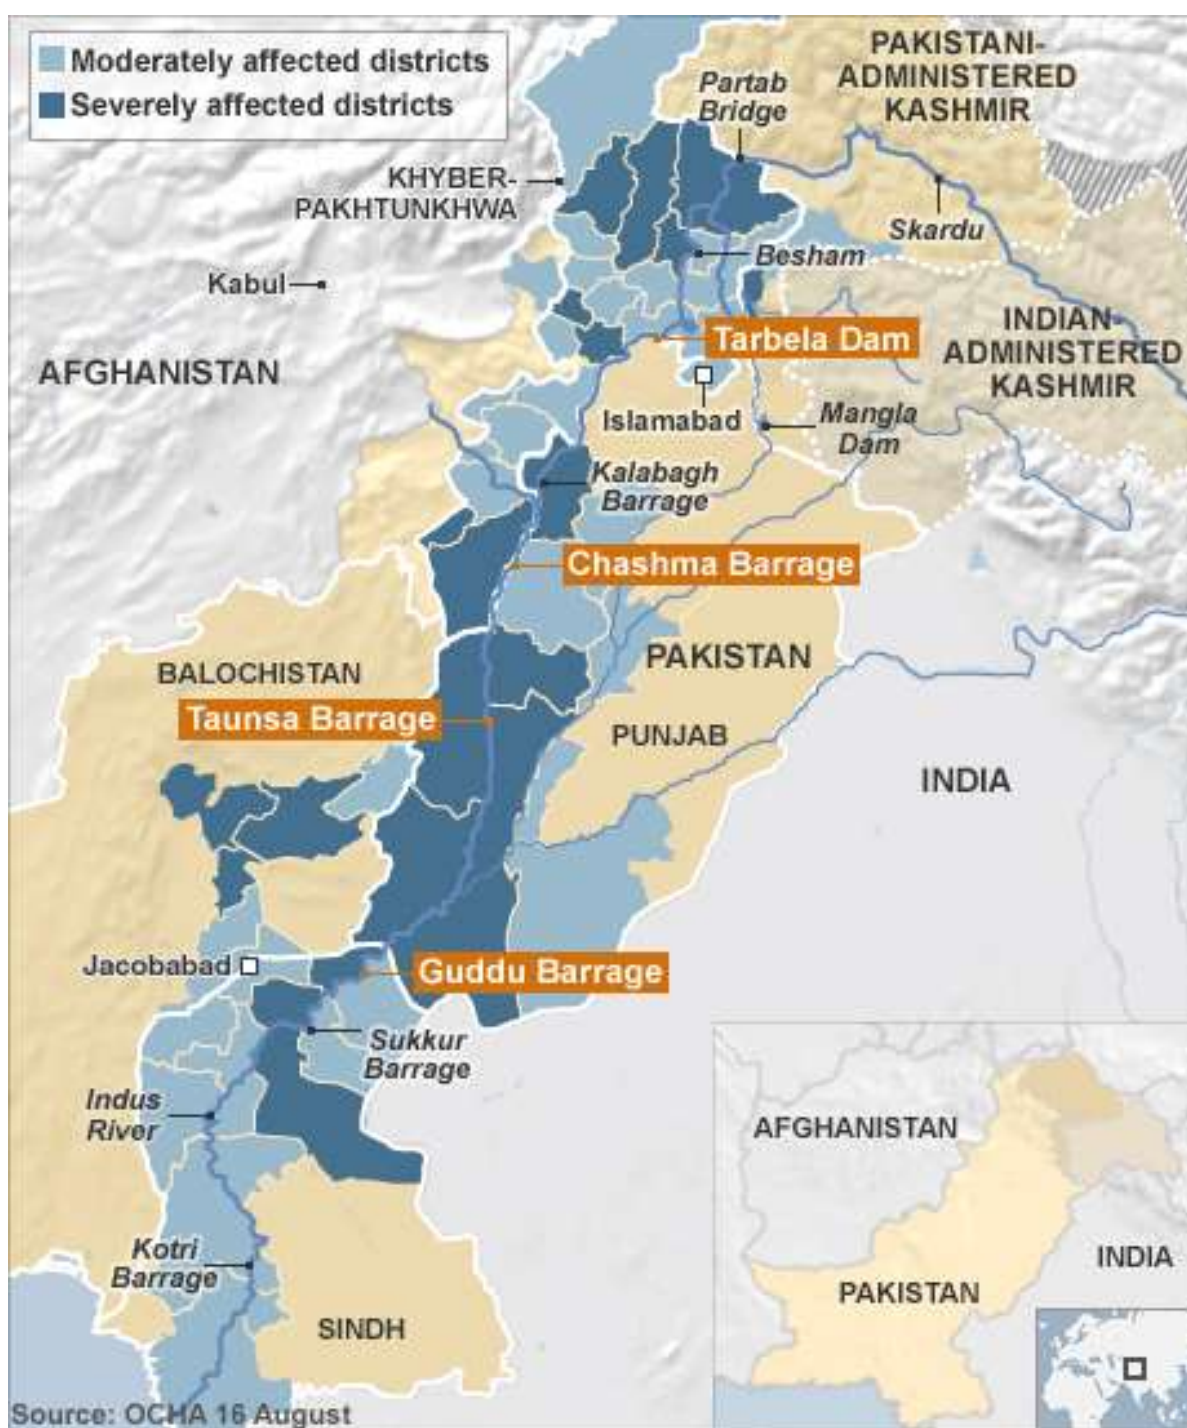 Moderately affected districts
Severely affected districts
PAKISTANI-
ADMINISTERED
KASHMIR
Partab
Bridge
KHYBER-
PAKHTUNKHWA
Skardu
Besham
Kabul
INDIAN-
ADMINISTERED
KASHMIR
Tarbela Dam
AFGHANISTAN
Islamabad
Mangla
Dam
Kalabagh
Barrage
Chashma Barrage
BALOCHISTAN
PAKISTAN
Taunsa Barrage
PUNJAB
INDIA
Jacobabad
Guddu Barrage
Sukkur
Barrage
Indus
River
AFGHANISTAN
Kotri
Barrage
INDIA
PAKISTAN
SINDH
Source: OCHA 16 August